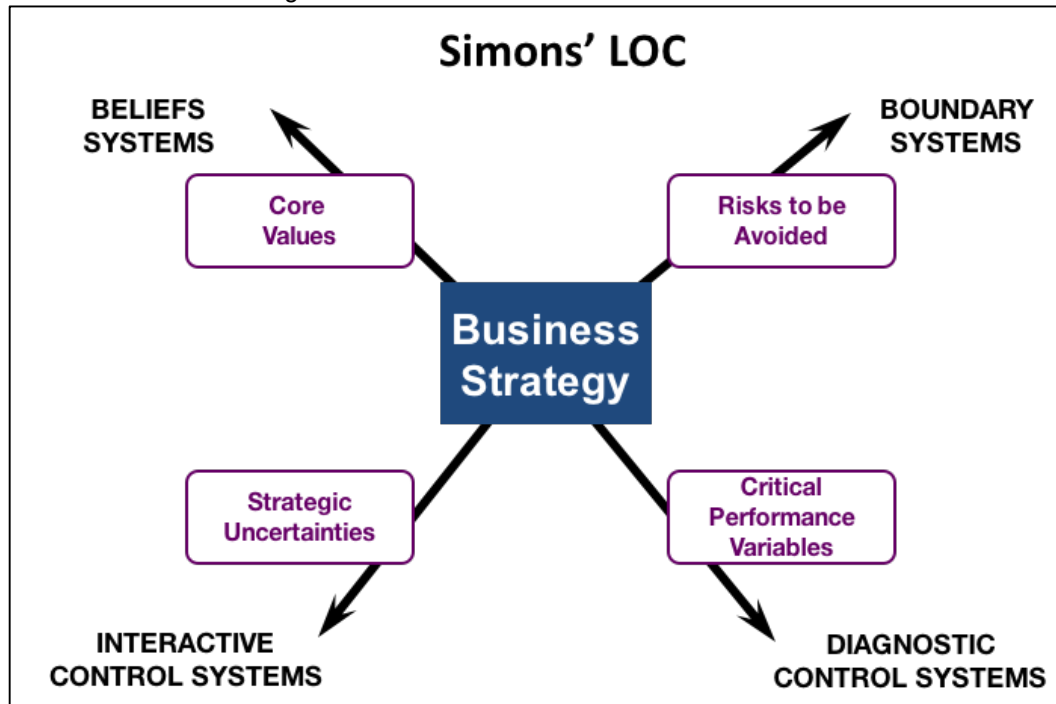 Simons' LOC
BELIEFS
SYSTEMS
BOUNDARY
SYSTEMS
Core
Values
Risks to be
Avoided
Business
Strategy
Strategic
Uncertainties
Critical
Performance
Variables
INTERACTIVE
CONTROL SYSTEMS
DIAGNOSTIC
CONTROL SYSTEMS